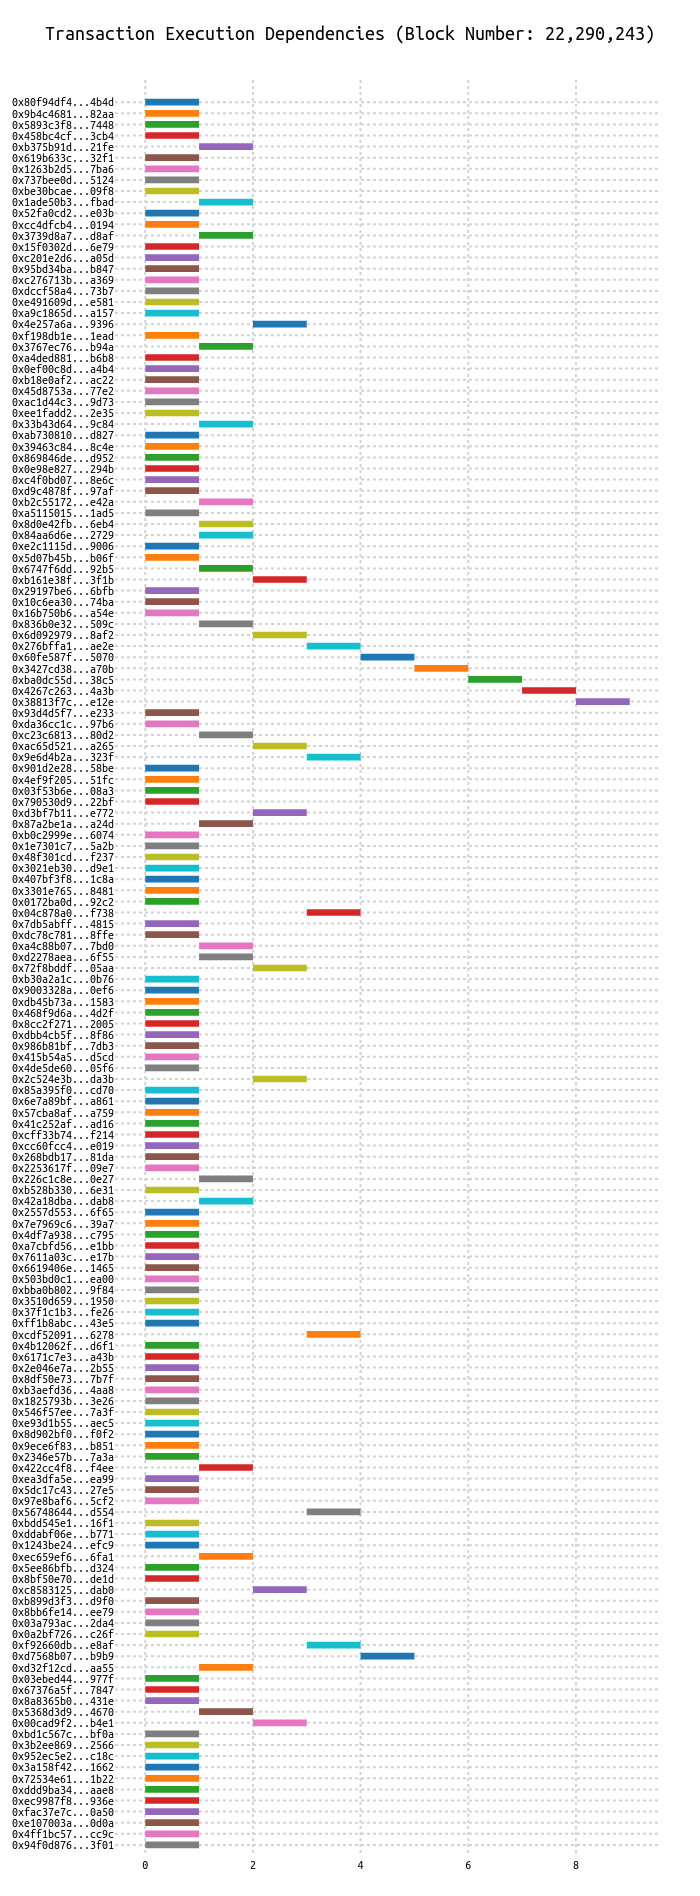 Transaction Execution Dependencies (Block Number: 22,290,243)
0x80f94df4...4b4d
0x9b4c4681...82aa
0x5893c3f8...7448
0x458bc4cf...3cb4
0xb375b91d...21fe
0x619b633c...32f1
0x1263b2d5...7ba6
0x737bee0d...5124
0xbe30bcae...09f8
0x1ade50b3...fbad
0x52fa0cd2...e03b
0xcc4dfcb4...0194
0x3739d8a7...d8af
0x15f0302d...6e79
0xc201e2d6...a05d
0x95bd34ba...b847
0xc276713b...a369
0xdccf58a4...73b7
0xe491609d...e581
0xa9c1865d...a157
0x4e257a6a...9396
0xf198db1e...1ead
0x3767ec76...b94a
0xa4ded881...b6b8
0x0ef00c8d...a4b4
0xb18e0af2...ac22
0x45d8753a...77e2
0xac1d44c3...9d73
0xee1fadd2...2e35
0x33b43d64...9c84
0xab730810...d827
0x39463c84...8c4e
0x869846de...d952
0x0e98e827...294b
0xc4f0bd07...8e6c
0xd9c4878f...97af
0xb2c55172...e42a
0xa5115015...1ad5
0x8d0e42fb...6eb4
0x84aa6d6e...2729
0xe2c1115d...9006
0x5d07b45b...b06f
0x6747f6dd...92b5
0xb161e38f...3f1b
0x29197be6...6bfb
0x10c6ea30...74ba
0x16b750b6...a54e
0x836b0e32...509c
0x6d092979...8af2
0x276bffa1...ae2e
0x60fe587f...5070
0x3427cd38...a70b
0xba0dc55d...38c5
0x4267c263...4a3b
0x38813f7c...e12e
0x93d4d5f7...e233
0xda36cc1c...97b6
0xc23c6813...80d2
0xac65d521...a265
0x9e6d4b2a...323f
0x901d2e28...58be
0x4ef9f205...51fc
0x03f53b6e...08a3
0x790530d9...22bf
0xd3bf7b11...e772
0x87a2be1a...a24d
0xb0c2999e...6074
0x1e7301c7...5a2b
0x48f301cd...f237
0x3021eb30...d9e1
0x407bf3f8...1c8a
0x3301e765...8481
0x0172ba0d...92c2
0x04c878a0...f738
0x7db5abff...4815
0xdc78c781...8ffe
0xa4c88b07...7bd0
0xd2278aea...6f55
0x72f8bddf...05aa
0xb30a2a1c...0b76
0x9003328a...0ef6
0xdb45b73a...1583
0x468f9d6a...4d2f
0x8cc2f271...2005
0xdbb4cb5f...8f86
0x986b81bf...7db3
0x415b54a5...d5cd
0x4de5de60...05f6
0x2c524e3b...da3b
0x85a395f0...cd70
0x6e7a89bf...a861
0x57cba8af...a759
0x41c252af...ad16
0xcff33b74...f214
0xcc60fcc4...e019
0x268bdb17...81da
0x2253617f...09e7
0x226c1c8e...0e27
0xb528b330...6e31
0x42a18dba...dab8
0x2557d553...6f65
0x7e7969c6...39a7
0x4df7a938...c795
0xa7cbfd56...e1bb
0x7611a03c...e17b
0x6619406e...1465
0x503bd0c1...ea00
0xbba0b802...9f84
0x3510d659...1950
0x37f1c1b3...fe26
0xff1b8abc...43e5
0xcdf52091...6278
0x4b12062f...d6f1
0x6171c7e3...a43b
0x2e046e7a...2b55
0x8df50e73...7b7f
0xb3aefd36...4aa8
0x1825793b...3e26
0x546f57ee...7a3f
0xe93d1b55...aec5
0x8d902bf0...f0f2
0x9ece6f83...b851
0x2346e57b...7a3a
0x422cc4f8...f4ee
0xea3dfa5e...ea99
0x5dc17c43...27e5
0x97e8baf6...5cf2
0x56748644...d554
0xbdd545e1...16f1
0xddabf06e...b771
0x1243be24...efc9
0xec659ef6...6fa1
0x5ee86bfb...d324
0x8bf50e70...de1d
0xc8583125...dab0
0xb899d3f3...d9f0
0x8bb6fe14...ee79
0x03a793ac...2da4
0x0a2bf726...c26f
0xf92660db...e8af
0xd7568b07...b9b9
0xd32f12cd...aa55
0x03ebed44...977f
0x67376a5f...7847
0x8a8365b0...431e
0x5368d3d9...4670
0x00cad9f2...b4e1
0xbd1c567c...bf0a
0x3b2ee869...2566
0x952ec5e2...c18c
0x3a158f42...1662
0x72534e61...1b22
0xddd9ba34...aae8
0xec9987f8...936e
0xfac37e7c...0a50
0xe107003a...0d0a
0x4ff1bc57...cc9c
0x94f0d876...3f01
0 2 4 6 8